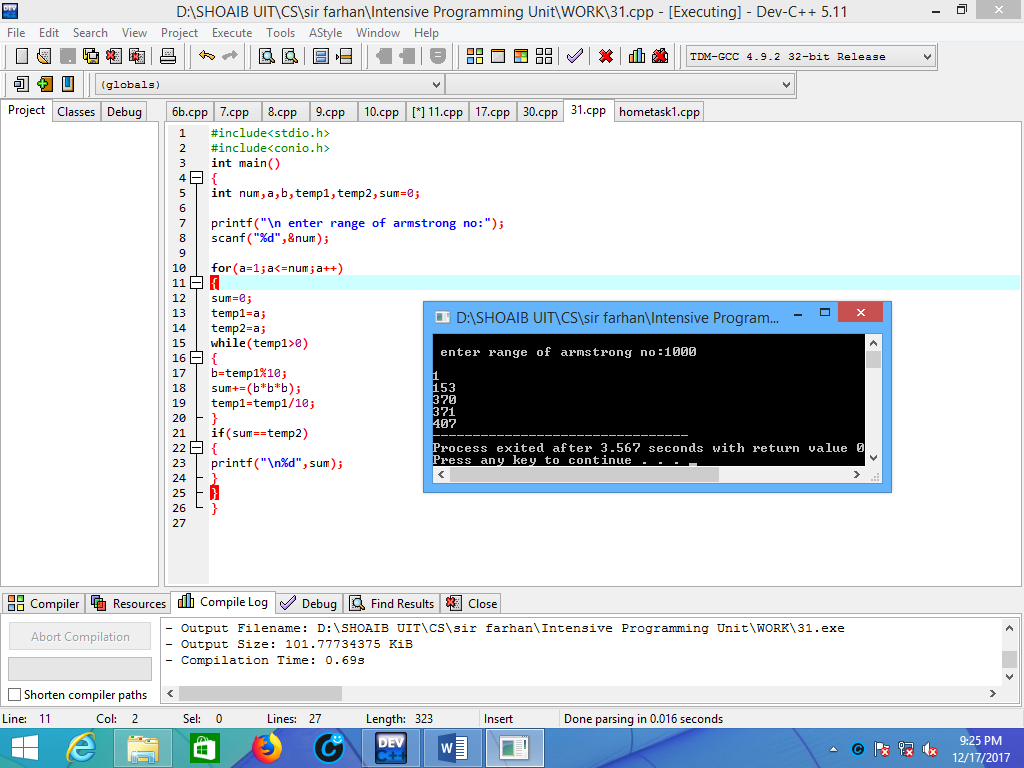 D:\SHOAIB UIT\CS\sir farhan\Intensive Programming Unit\WORK\31.cpp - [Executing] - Dev-C++ 5.11
File Edit Search View Project Execute Tools AStyle Window Help
TDM-GCC 4.9.2 32-bit Release
(globals)
Project Classes Debug
6b.cpp 7.cpp 8.cpp 9.cpp 10.cpp [*] 11.cpp 17.cpp 30.cpp 31.cpp hometask1.cpp
1 #include<stdio.h>
2 #include<conio.h>
3 int main()
4 {
5 int num,a,b,temp1,temp2,sum=0;
6
7 printf("\n enter range of armstrong no:");
8 scanf("%d",&num);
9
10 for(a=1;a<=num;a++)
11 {
12 sum=0;
13 temp1=a;
14 temp2=a;
15 while(temp1>0)
16 {
17 b=temp1%10;
18 sum+=(b*b*b);
19 temp1=temp1/10;
20 }
21 if(sum==temp2)
22 {
23 printf("\n%d",sum);
24 }
25 }
26 }
27
D:\SHOAIB UIT\CS\sir farhan\Intensive Program...
enter range of armstrong no:1000
1
153
370
371
407
--------------------------------
Process exited after 3.567 seconds with return value 0
Press any key to continue . . . _
Compiler Resources Compile Log Debug Find Results Close
Abort Compilation
Shorten compiler paths
- Output Filename: D:\SHOAIB UIT\CS\sir farhan\Intensive Programming Unit\WORK\31.exe
- Output Size: 101.77734375 KiB
- Compilation Time: 0.69s
Line: 11 Col: 2 Sel: 0 Lines: 27 Length: 323 Insert Done parsing in 0.016 seconds
DEV C++
9:25 PM
12/17/2017